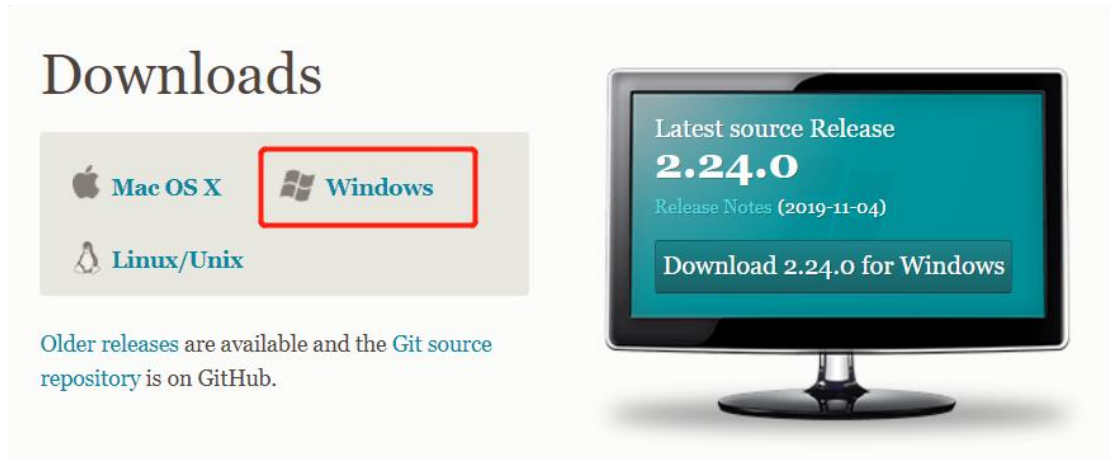 Downloads
Mac OS X
Windows
Linux/Unix
Older releases are available and the Git source
repository is on GitHub.
Latest source Release
2.24.0
Release Notes (2019-11-04)
Download 2.24.0 for Windows